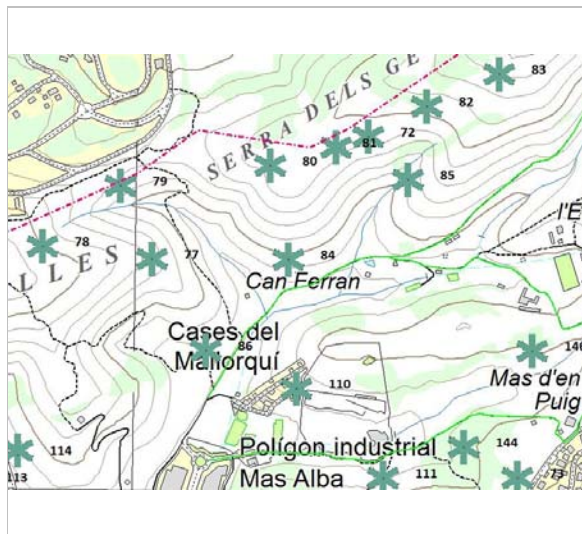 83
82
SERRA DELS GE
72
81
80
85
79
78
77
84
LLES
l'É
Can Ferran
Cases del
Mallorquí
86
146
110
Mas d'en
Puig
Polígon industrial
Mas Alba
144
114
113
111
73